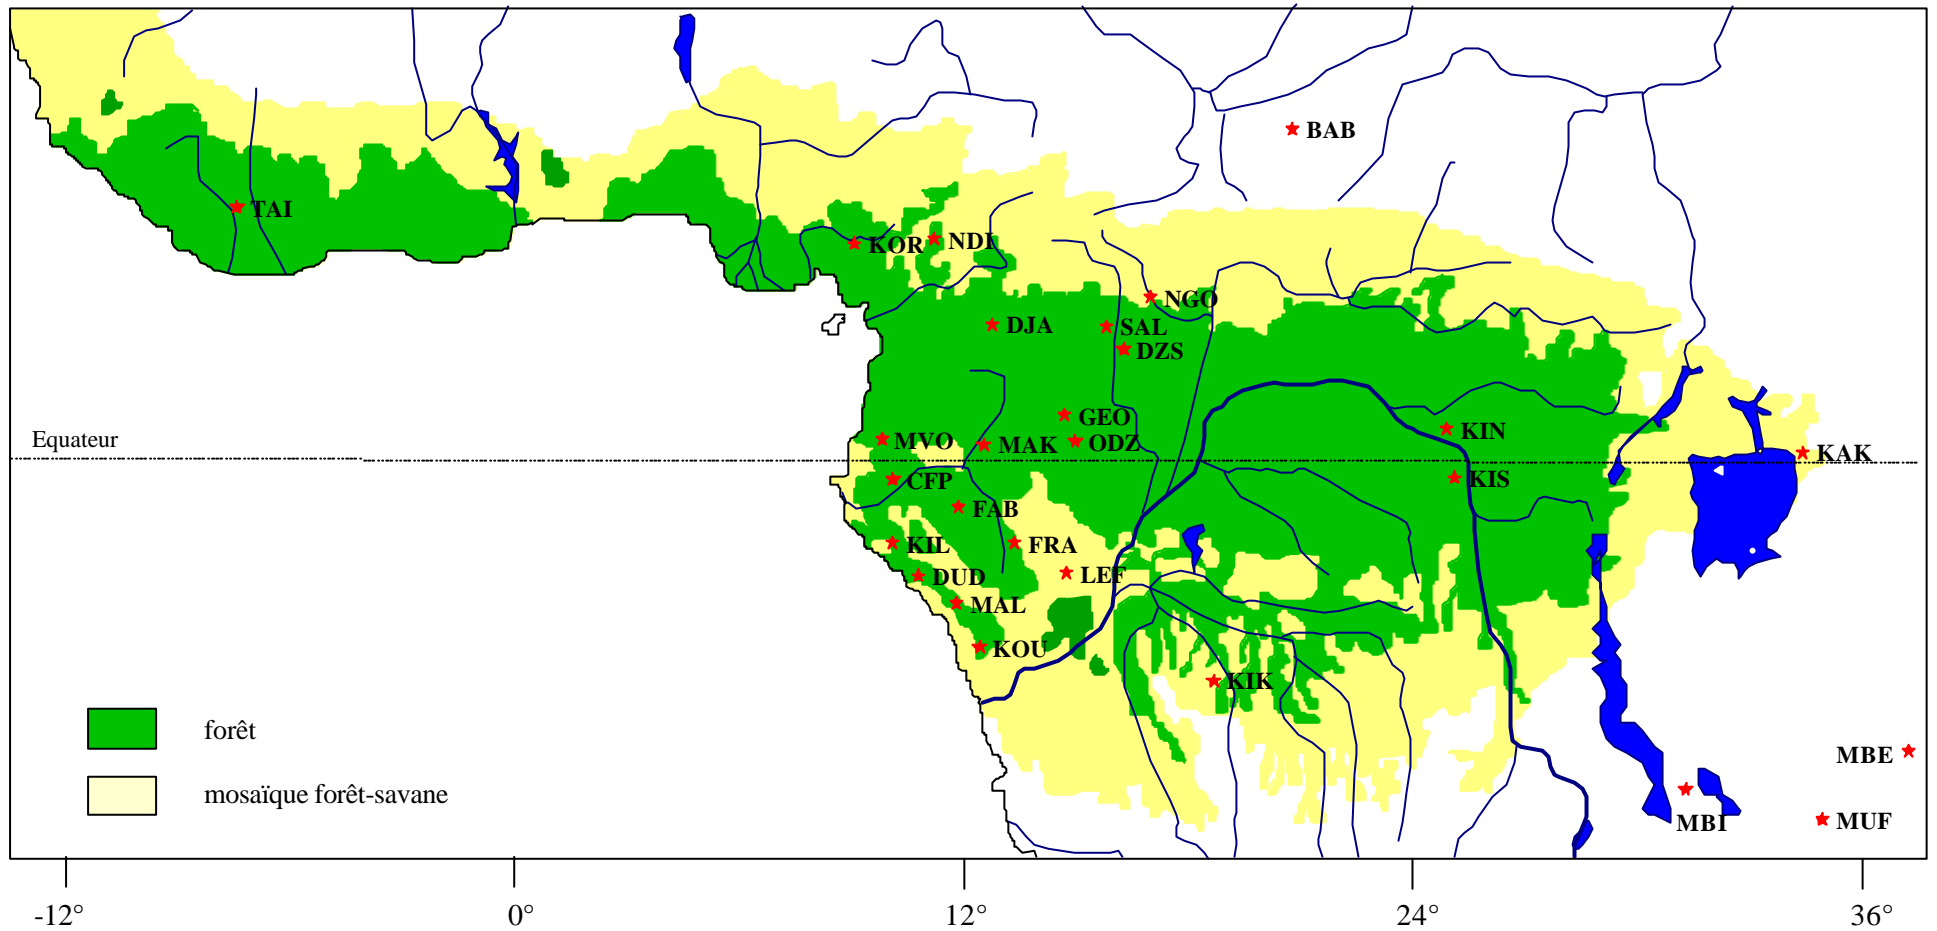 BAB
TAI
KOR
NDI
NGO
DJA
SAL
DZS
GEO
Equateur
MVO
MAK
ODZ
KIN
KAK
CFP
KIS
FAB
KIL
FRA
DUD
LEF
MAL
KOU
KIK
forêt
MBE
mosaïque forêt-savane
MBI
MUF
-12°
0°
12°
24°
36°